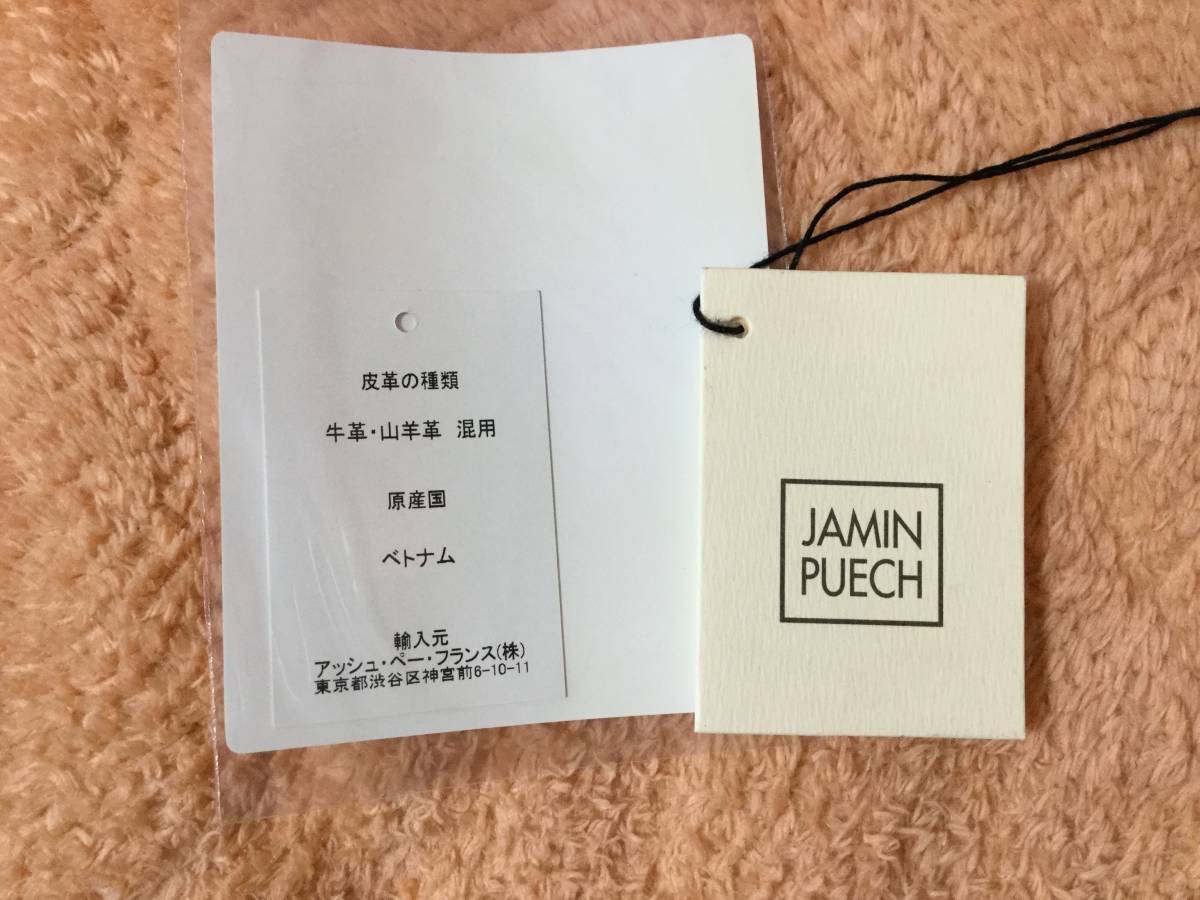 皮革の種類
牛革・山羊革 混用
原産国
ベトナム
輸入元
アッシュ・ペー・フランス(株)
東京都渋谷区神宮前6-10-11
JAMIN
PUECH